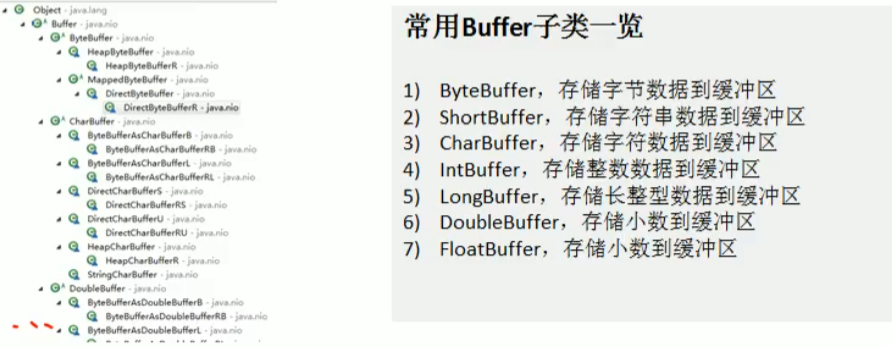 Object - java.lang
Buffer - java.nio
ByteBuffer - java.nio
HeapByteBuffer - java.nio
HeapByteBufferR - java.nio
MappedByteBuffer - java.nio
DirectByteBuffer - java.nio
DirectByteBufferR - java.nio
CharBuffer - java.nio
ByteBufferAsCharBufferB - java.nio
ByteBufferAsCharBufferRB - java.nio
ByteBufferAsCharBufferL - java.nio
ByteBufferAsCharBufferRL - java.nio
DirectCharBufferS - java.nio
DirectCharBufferRS - java.nio
DirectCharBufferU - java.nio
DirectCharBufferRU - java.nio
HeapCharBuffer - java.nio
HeapCharBufferR - java.nio
StringCharBuffer - java.nio
DoubleBuffer - java.nio
ByteBufferAsDoubleBufferB - java.nio
ByteBufferAsDoubleBufferRB - java.nio
ByteBufferAsDoubleBufferL - java.nio
常用Buffer子类一览
1) ByteBuffer，存储字节数据到缓冲区
2) ShortBuffer，存储字符串数据到缓冲区
3) CharBuffer，存储字符数据到缓冲区
4) IntBuffer，存储整数数据到缓冲区
5) LongBuffer，存储长整型数据到缓冲区
6) DoubleBuffer，存储小数到缓冲区
7) FloatBuffer，存储小数到缓冲区